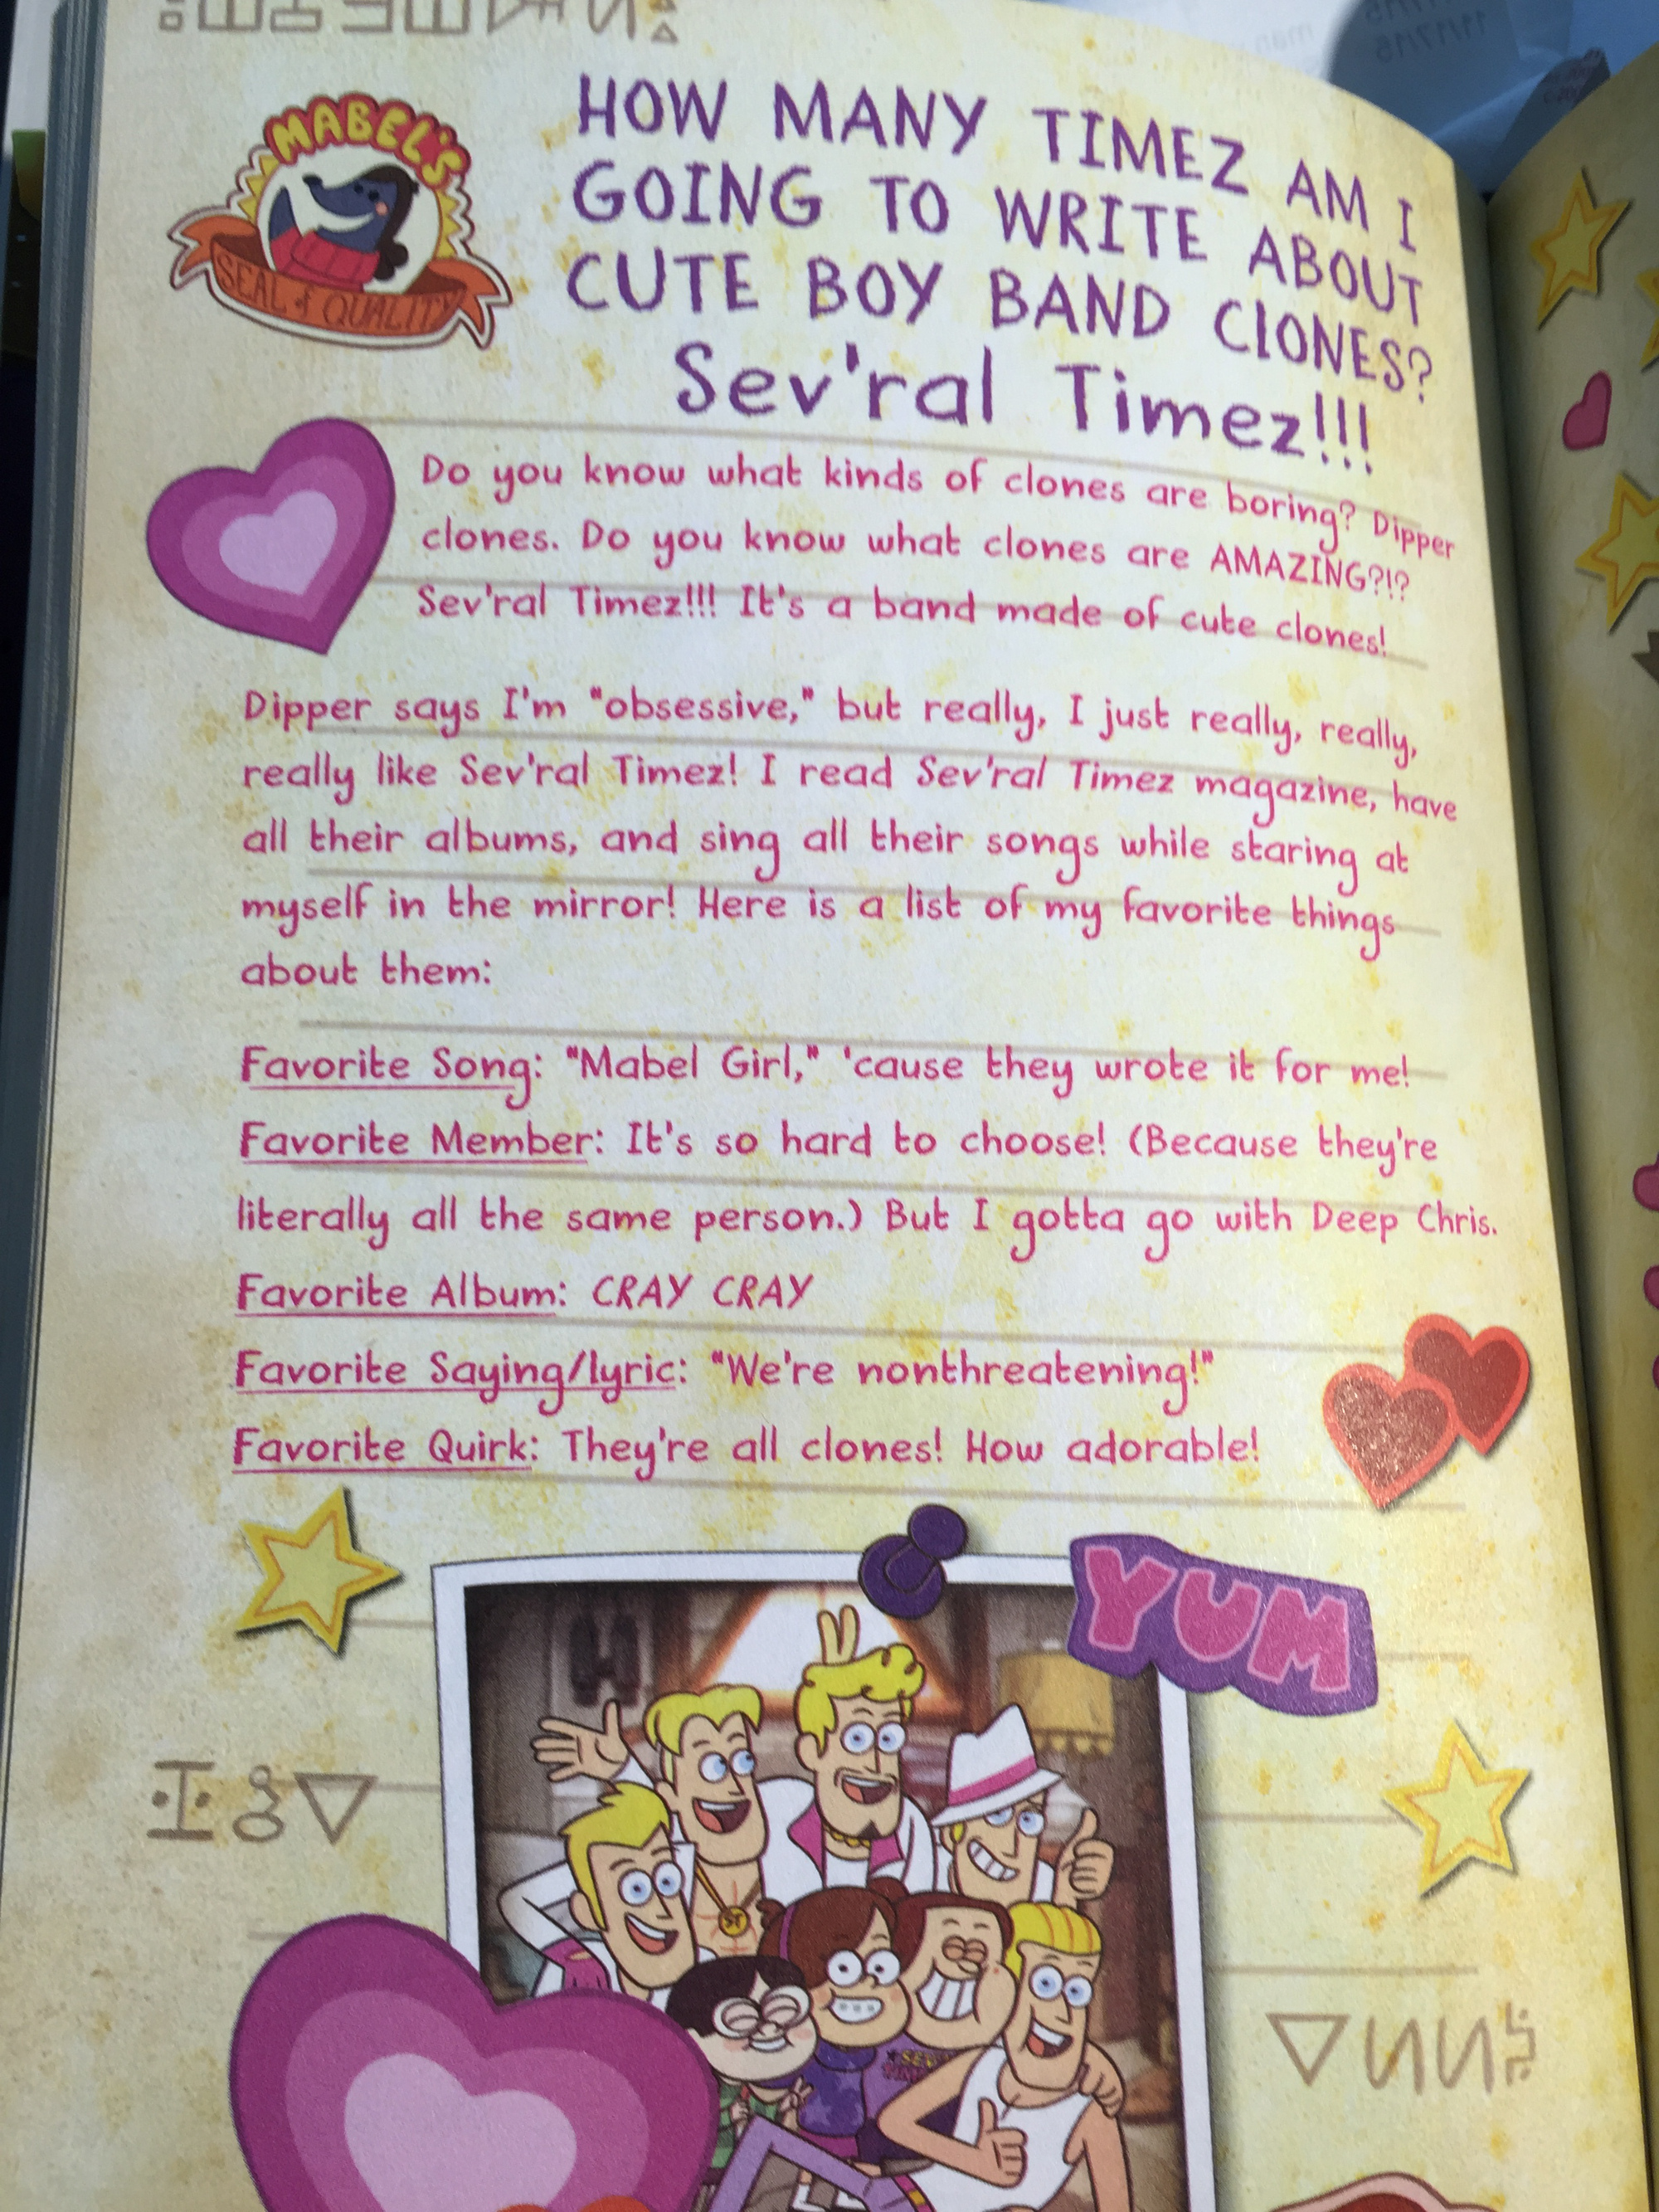 MABEL'S
SEAL of QUALITY
HOW MANY TIMEZ AM I
GOING TO WRITE ABOUT
CUTE BOY BAND ClONES?
Sev'ral Timez!!!
Do you know what kinds of clones are boring? Dipper
clones. Do you know what clones are AMAZING?!?
Sev'ral Timez!!! It's a band made of cute clones!
Dipper says I'm "obsessive," but really, I just really, really,
really like Sev'ral Timez! I read Sev'ral Timez magazine, have
all their albums, and sing all their songs while staring at
myself in the mirror! Here is a list of my favorite things
about them:
Favorite Song: "Mabel Girl," 'cause they wrote it for me!
Favorite Member: It's so hard to choose! (Because they're
literally all the same person.) But I gotta go with Deep Chris.
Favorite Album: CRAY CRAY
Favorite Saying/lyric: "We're nonthreatening!"
Favorite Quirk: They're all clones! How adorable!
YUM
ST